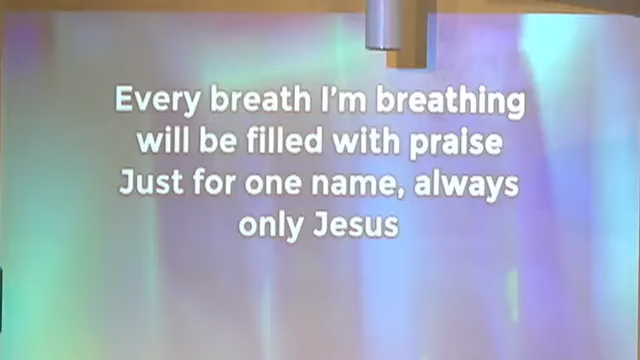 Every breath I'm breathing
will be filled with praise
Just for one name, always
only Jesus